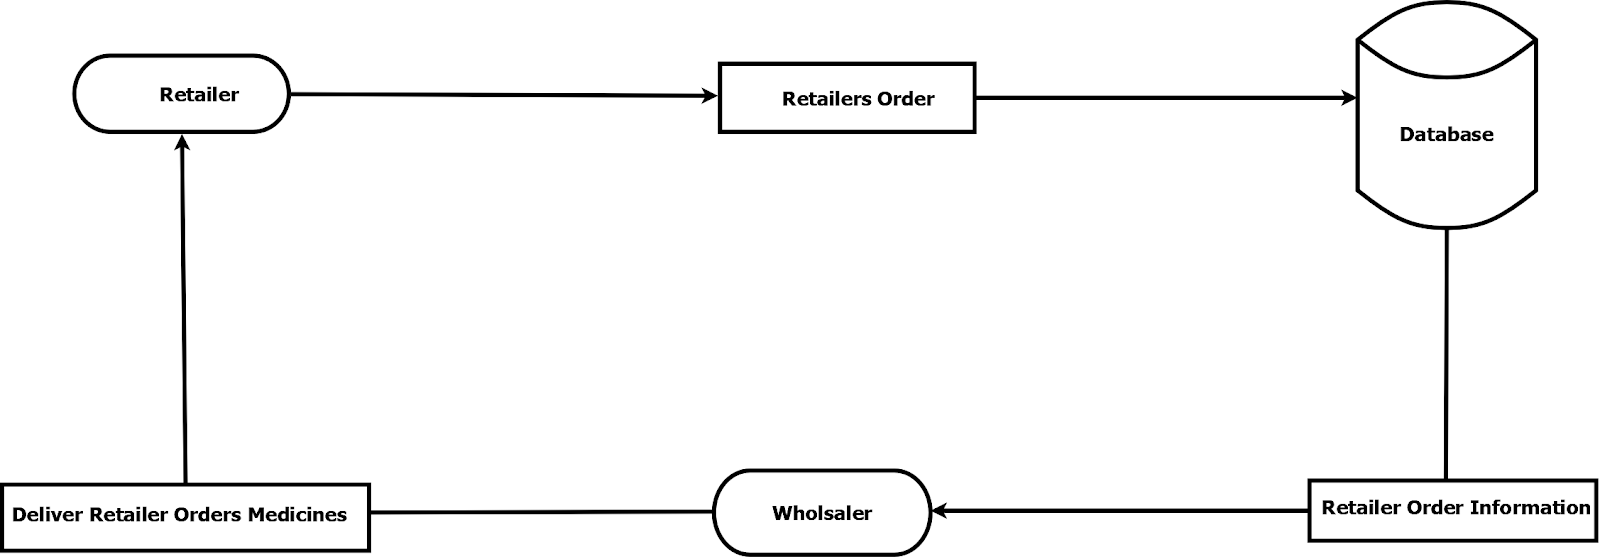 Retailer
Retailers Order
Database
Deliver Retailer Orders Medicines
Wholsaler
Retailer Order Information